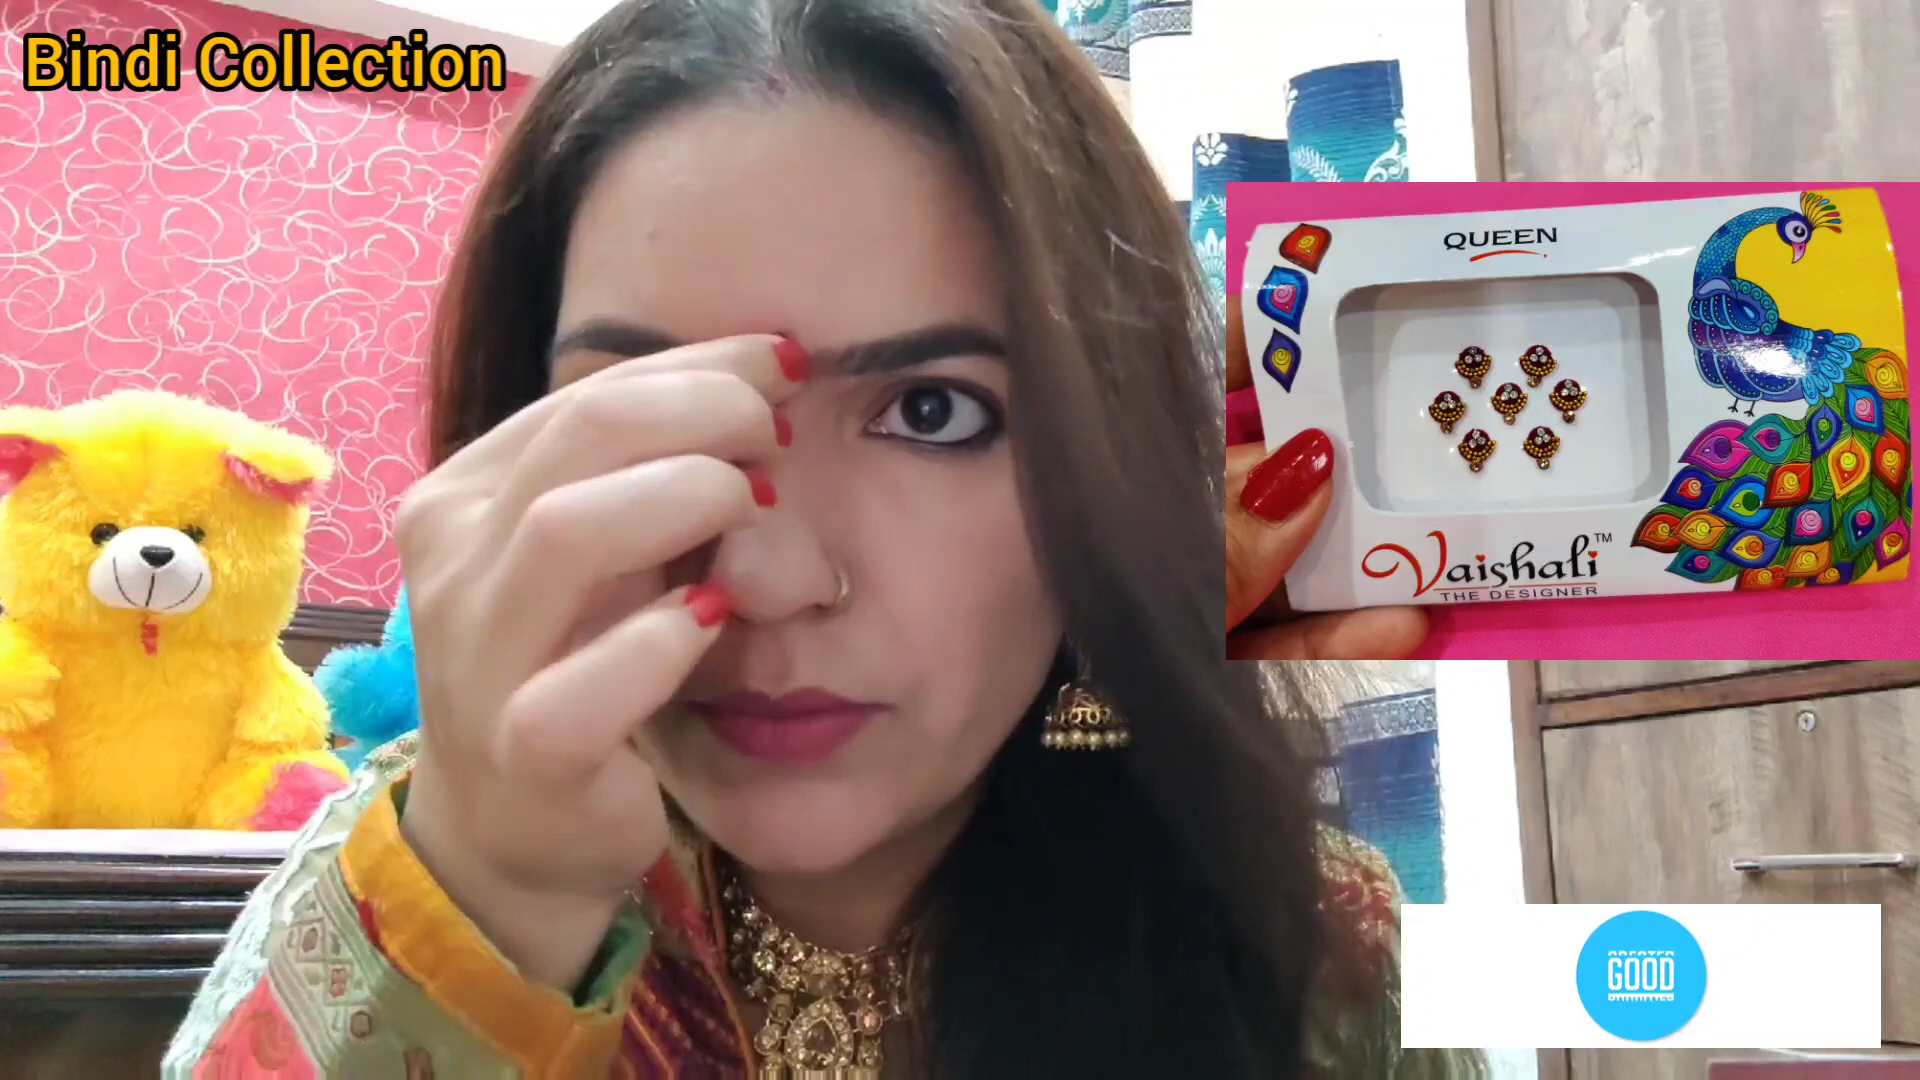 Bindi Collection
QUEEN
Vaishali™
THE DESIGNER
GOOD